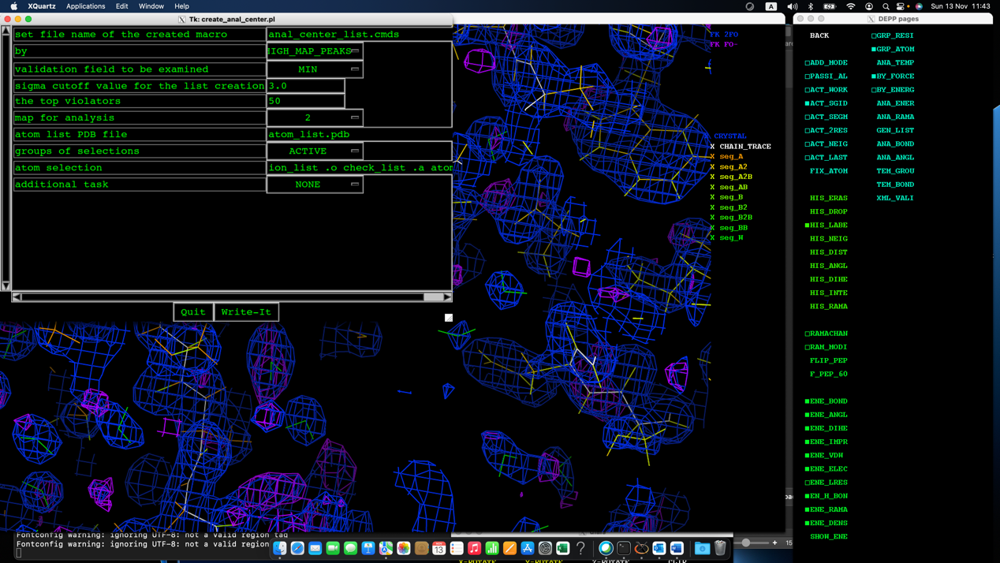 XQuartz Applications Edit Window Help
A
Sun 13 Nov 11:43
X Tk: create_anal_center.pl
X DEPP pages
set file name of the created macro anal_center_list.cmds
by HIGH_MAP_PEAKS
validation field to be examined MIN
sigma cutoff value for the list creation 3.0
the top violators 50
map for analysis 2
atom list PDB file atom_list.pdb
groups of selections ACTIVE
atom selection ion_list .o check_list .a atom
additional task NONE
Quit Write-It
FK 2FO
FK FO-
CRYSTAL
X CHAIN_TRACE
X seg_A
X seg_A2
X seg_A2B
X seg_AB
X seg_B
X seg_B2
X seg_B2B
X seg_BB
X seg_W
BACK
ADD_MODE
PASSI_AL
ACT_WORK
ACT_SGID
ACT_SEGM
ACT_2RES
ACT_NEIG
ACT_LAST
FIX_ATOM
HIS_ERAS
HIS_DROP
HIS_LABE
HIS_NEIG
HIS_DIST
HIS_ANGL
HIS_DIHE
HIS_INTE
HIS_RAMA
RAMACHAN
RAM_MODI
FLIP_PEP
F_PEP_60
ENE_BOND
ENE_ANGL
ENE_DIHE
ENE_IMPR
ENE_VDW
ENE_ELEC
ENE_LRES
EN_H_BON
ENE_RAMA
ENE_DENS
SHOW_ENE
GRP_RESI
GRP_ATOM
ANA_TEMP
BY_FORCE
BY_ENERG
ANA_ENER
ANA_RAMA
GEN_LIST
ANA_BOND
ANA_ANGL
TEM_GROU
TEM_BOND
XML_VALI
Fontconfig warning: ignoring UTF-8: not a valid region tag
Fontconfig warning: ignoring UTF-8: not a valid region
NOV
13
+ 15